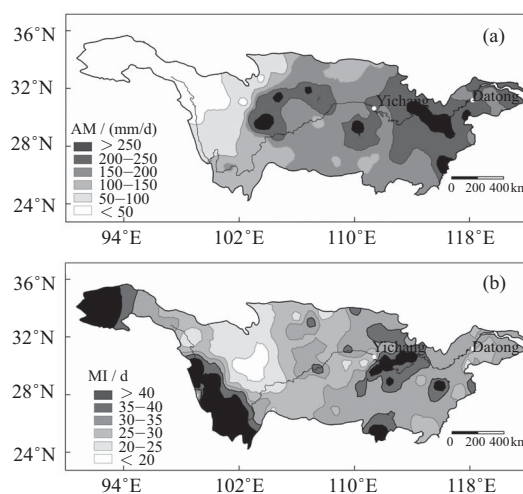 36°N
(a)
32°N
Yichang
Datong
28°N
AM / (mm/d)
> 250
200–250
150–200
100–150
50–100
< 50
0 200 400
km
24°N
94°E
102°E
110°E
118°E
36°N
(b)
32°N
Yichang
Datong
28°N
MI / d
> 40
35–40
30–35
25–30
20–25
< 20
0 200 400
km
24°N
94°E
102°E
110°E
118°E